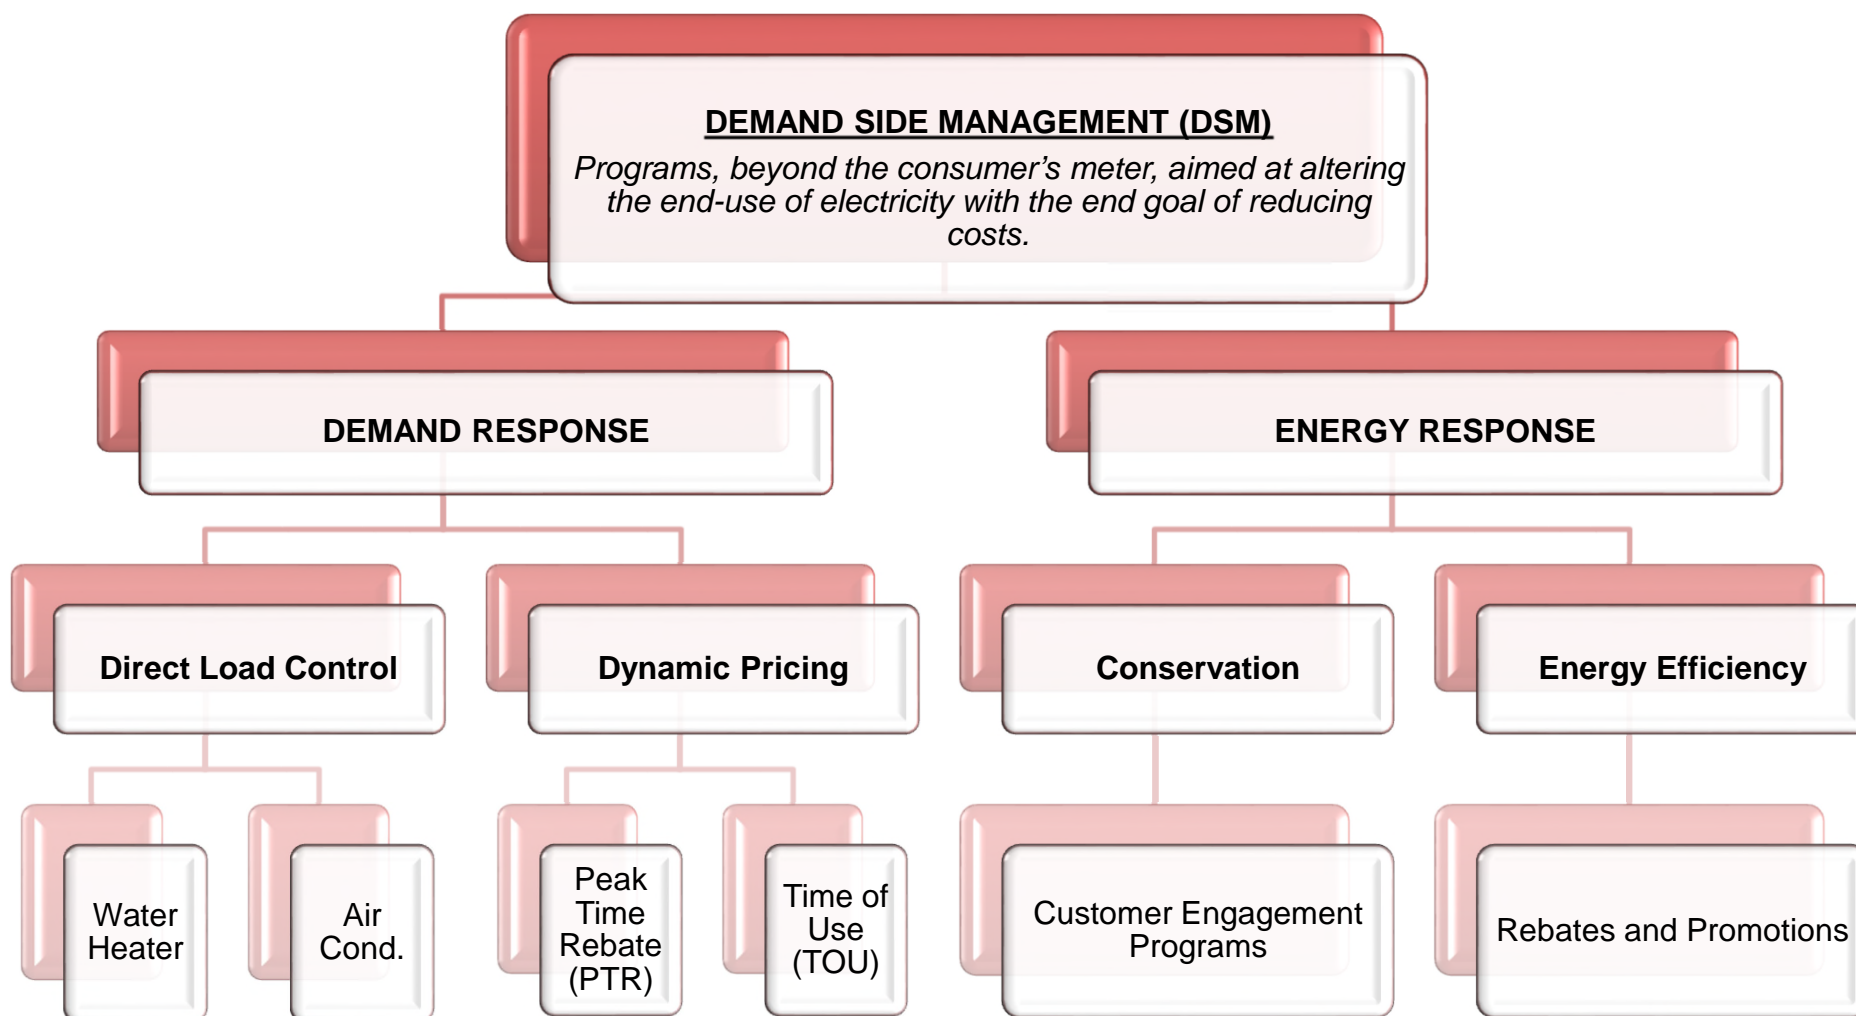 DEMAND SIDE MANAGEMENT (DSM)
Programs, beyond the consumer’s meter, aimed at altering
the end-use of electricity with the end goal of reducing
costs.
DEMAND RESPONSE
ENERGY RESPONSE
Direct Load Control
Dynamic Pricing
Conservation
Energy Efficiency
Water
Heater
Air
Cond.
Peak
Time
Rebate
(PTR)
Time of
Use
(TOU)
Customer Engagement
Programs
Rebates and Promotions